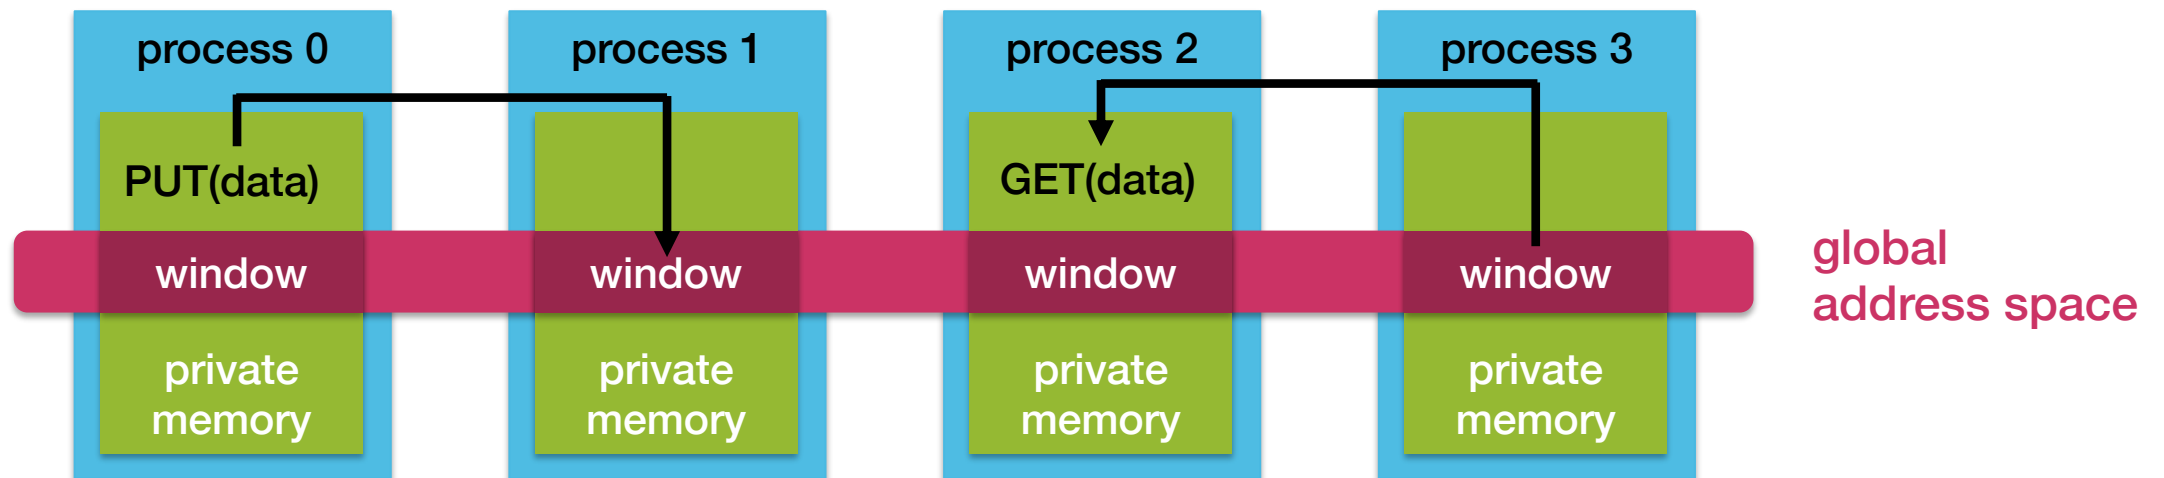 process 0
process 1
process 2
process 3
PUT(data)
GET(data)
window
window
window
window
global
address space
private
memory
private
memory
private
memory
private
memory